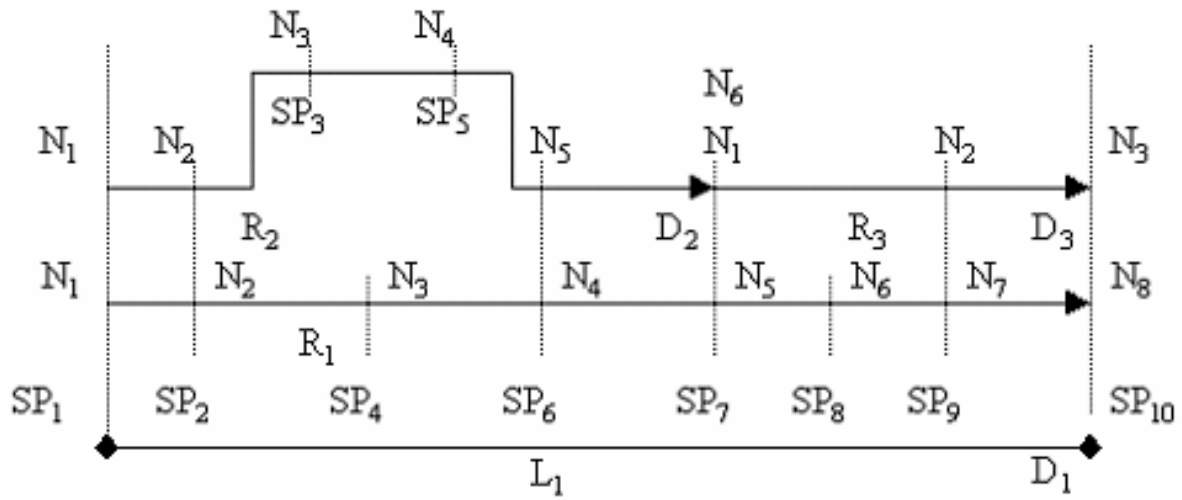 N₃ N₄
N₆
SP₃ SP₅
N₁ N₂ N₅ N₁ N₂ N₃
R₂ D₂ R₃ D₃
N₁ N₂ N₃ N₄ N₅ N₆ N₇ N₈
R₁
SP₁ SP₂ SP₄ SP₆ SP₇ SP₈ SP₉ SP₁₀
L₁ D₁